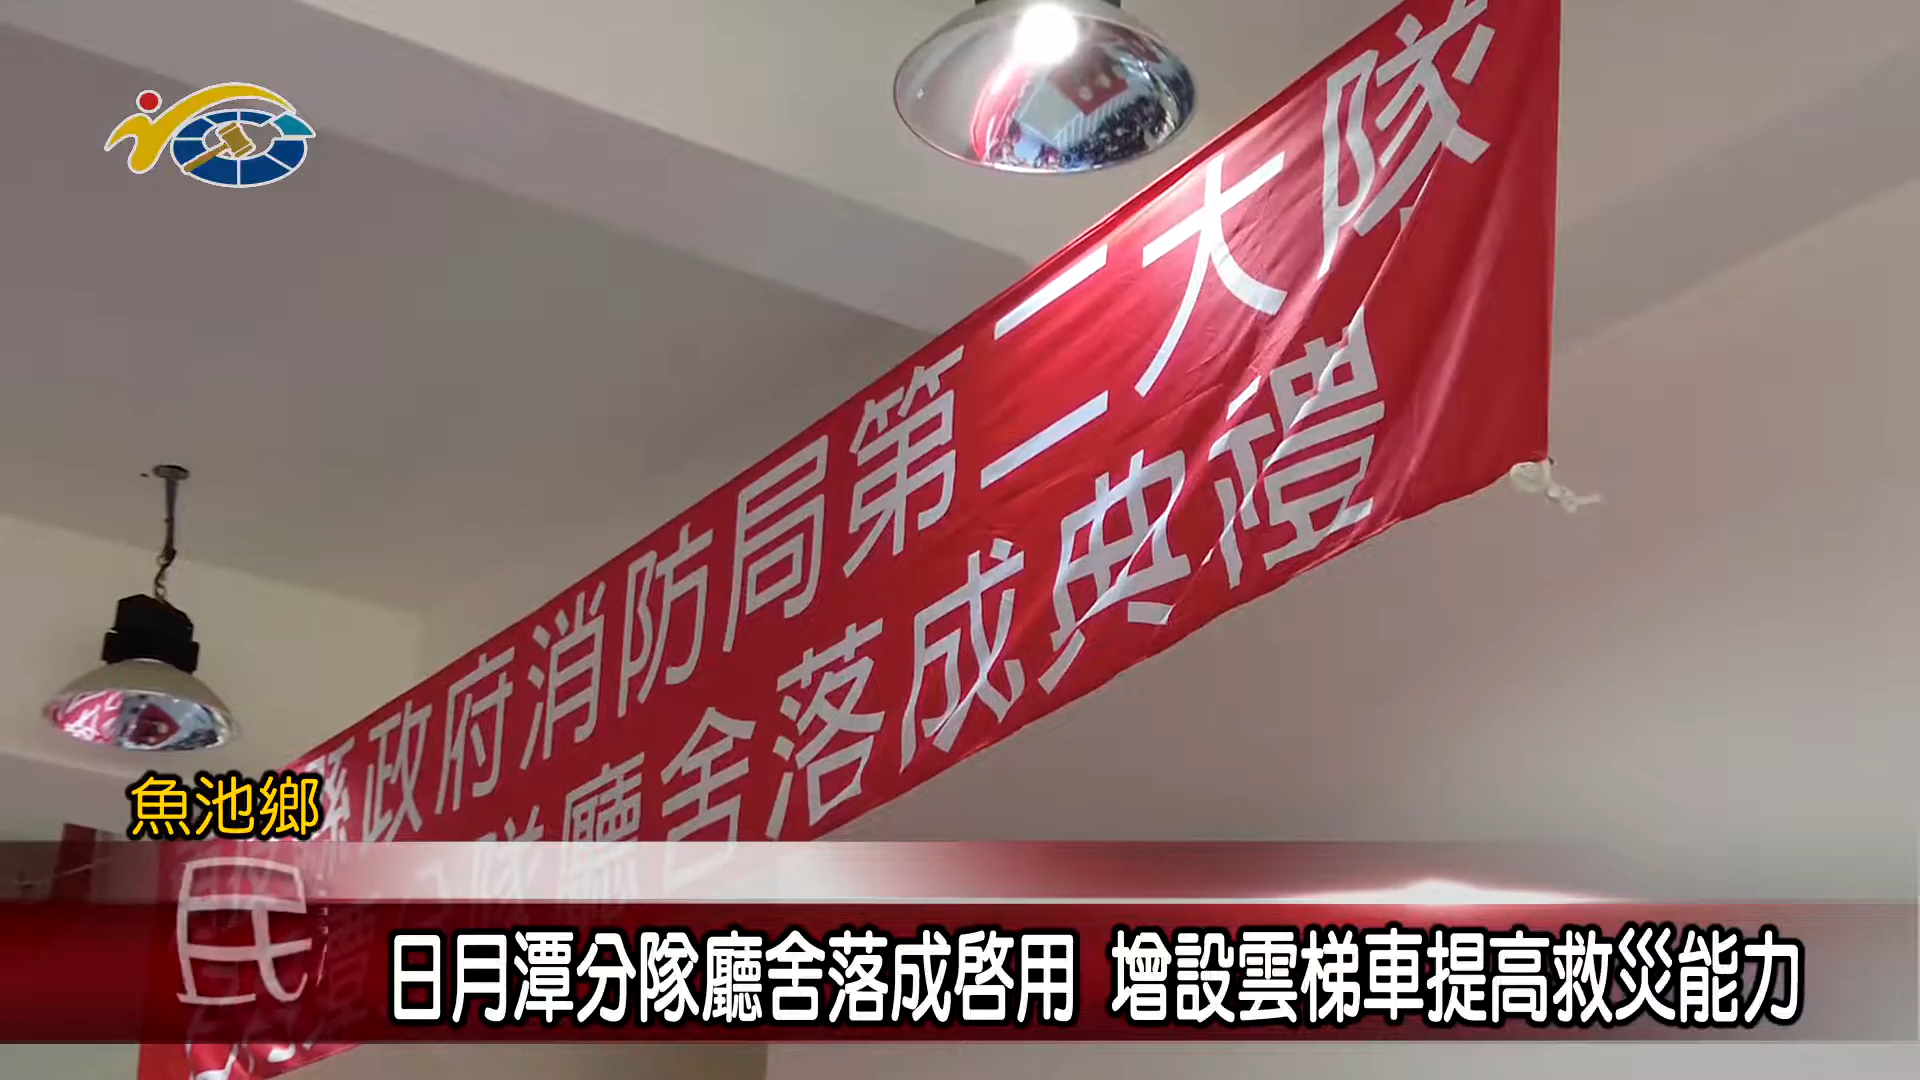 縣政府消防局第二大隊
隊廳舍落成典禮
魚池鄉
民
日月潭分隊廳舍落成啓用 增設雲梯車提高救災能力